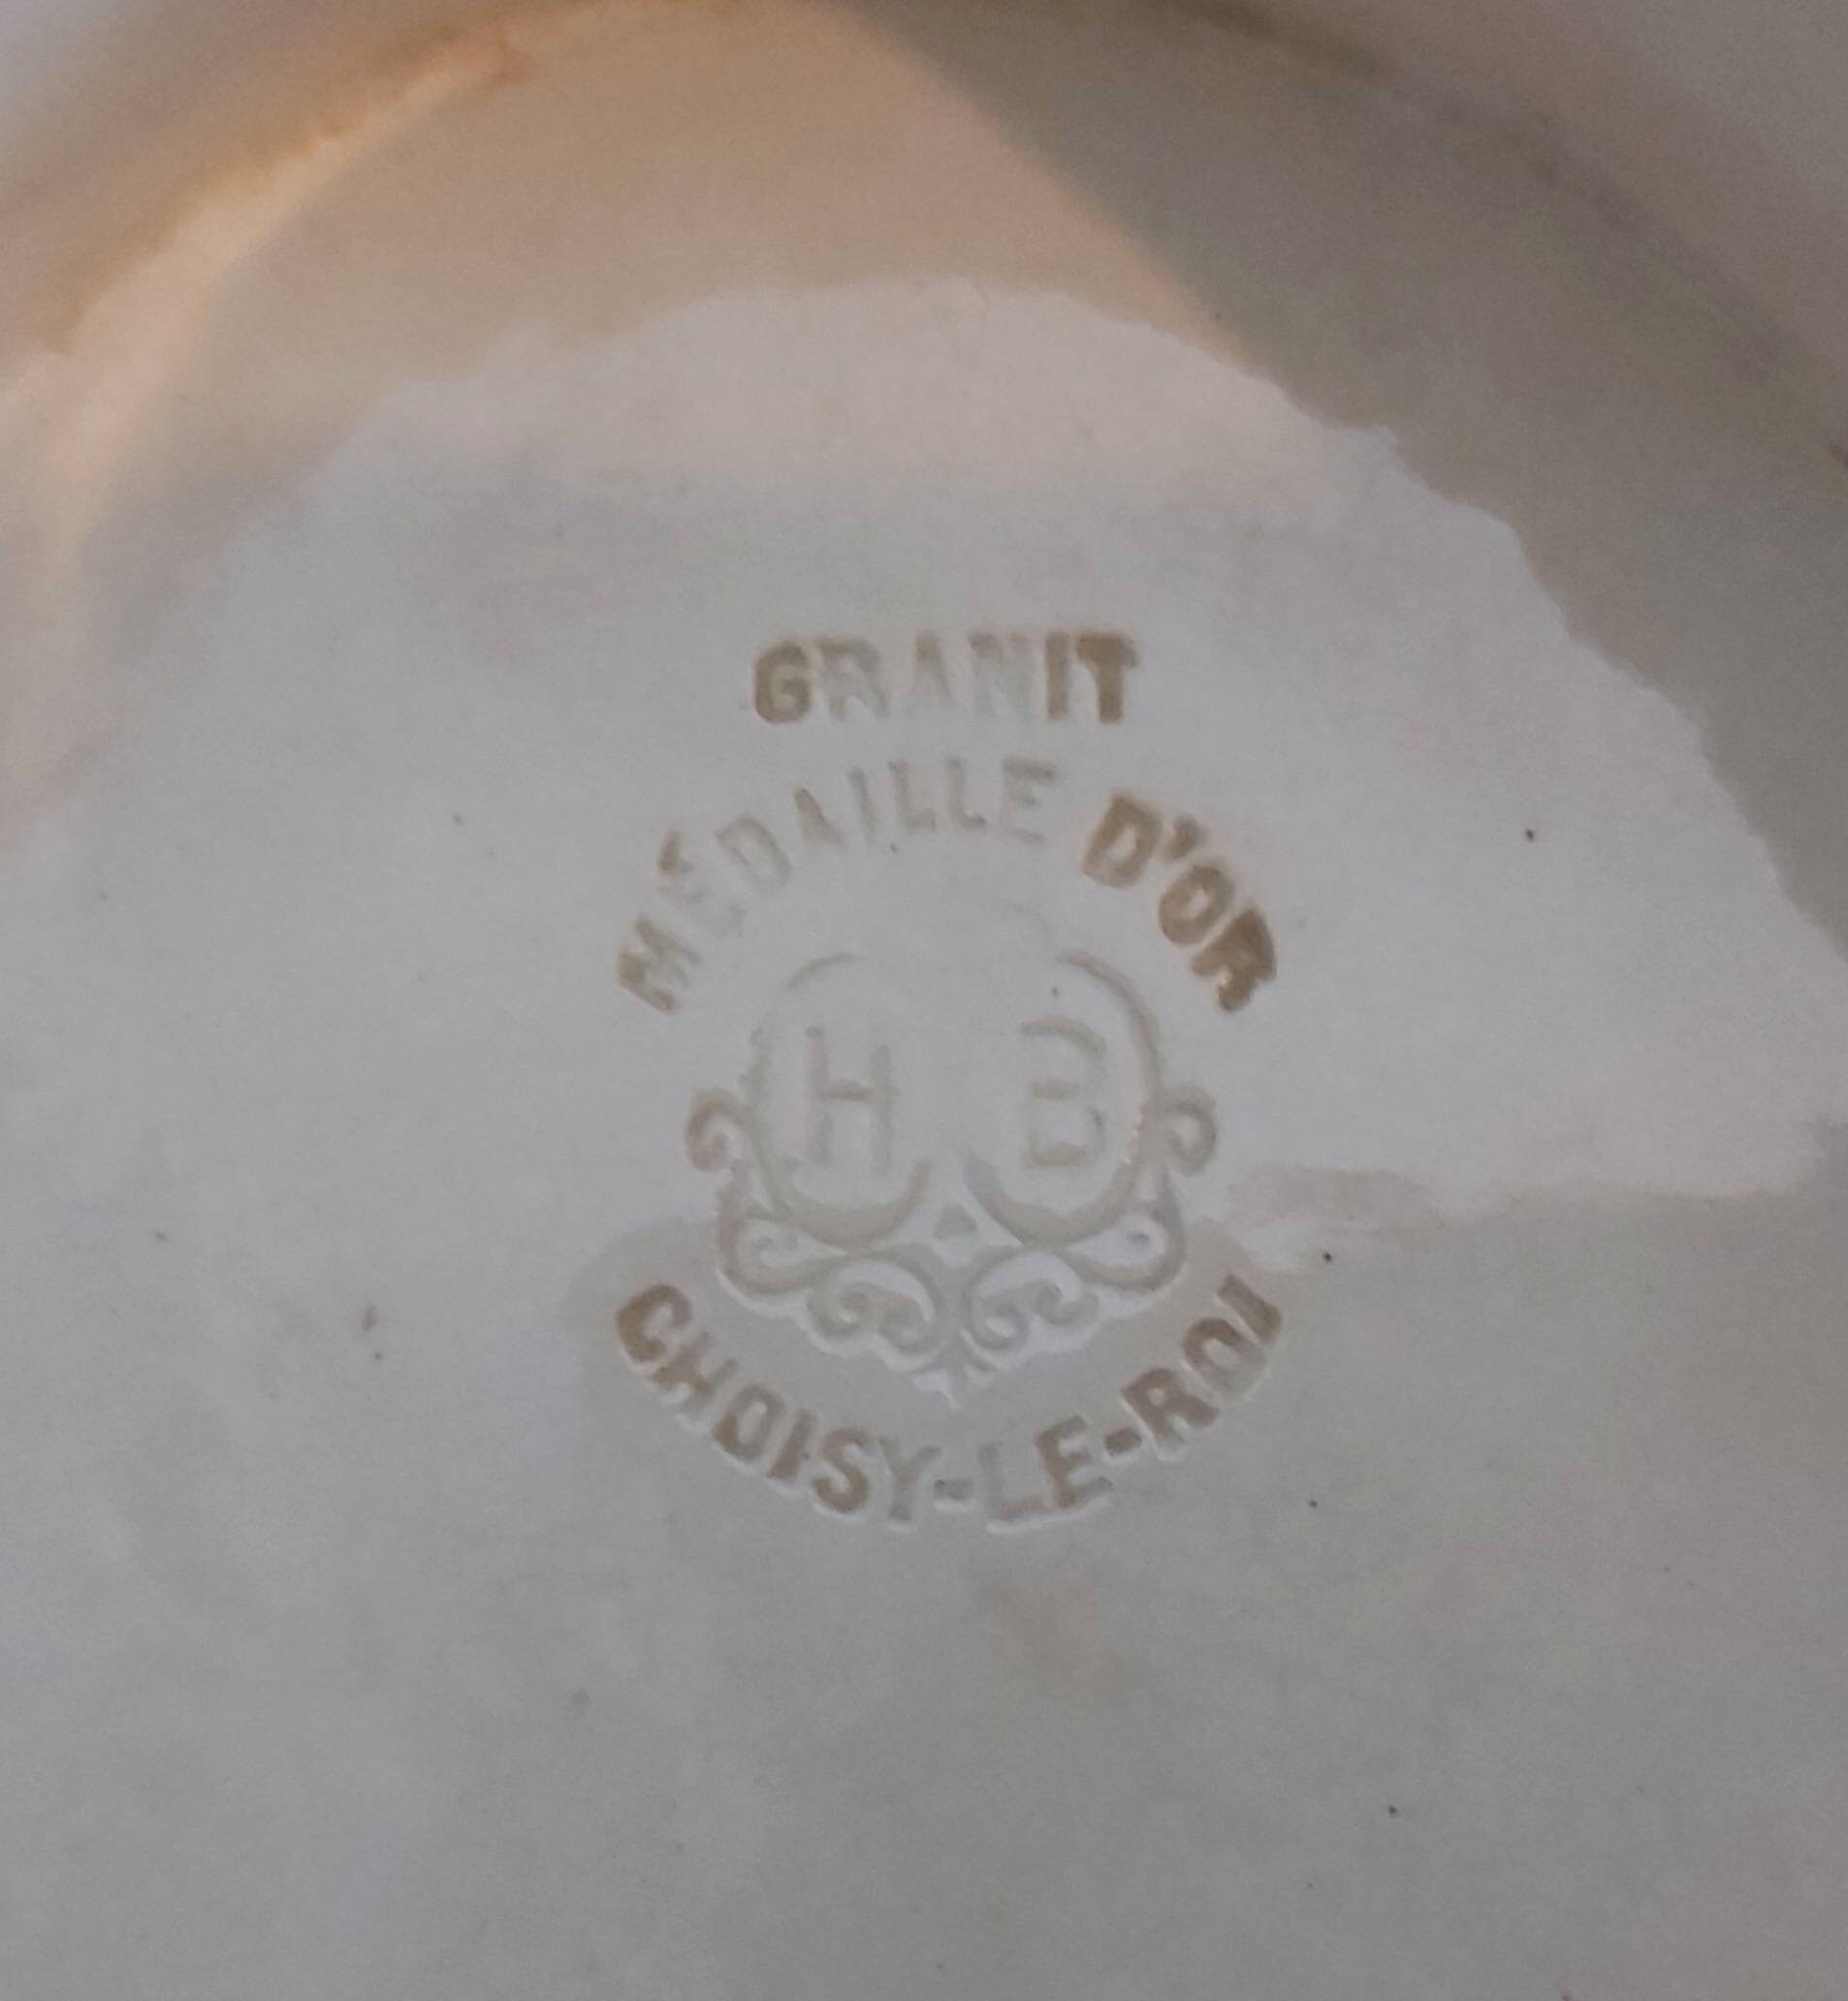 GRANIT
MÉDAILLE D'OR
H B
CHOISY-LE-ROI